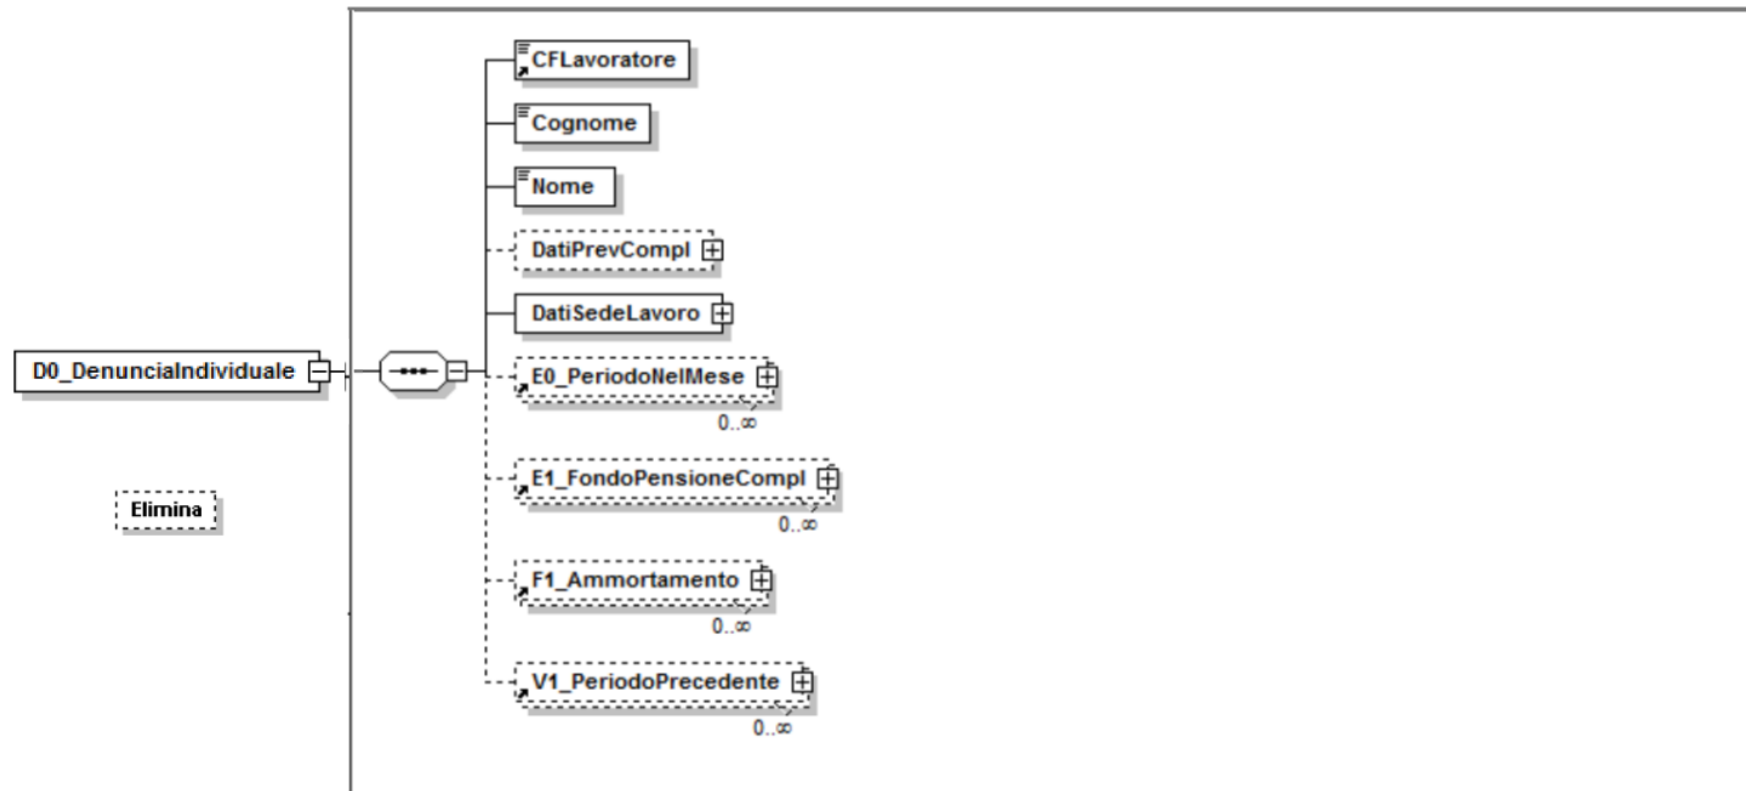 CFLavoratore
Cognome
Nome
DatiPrevCompl
DatiSedeLavoro
D0_DenunciaIndividuale
E0_PeriodoNelMese
0..∞
E1_FondoPensioneCompl
Elimina
0..∞
F1_Ammortamento
0..∞
V1_PeriodoPrecedente
0..∞